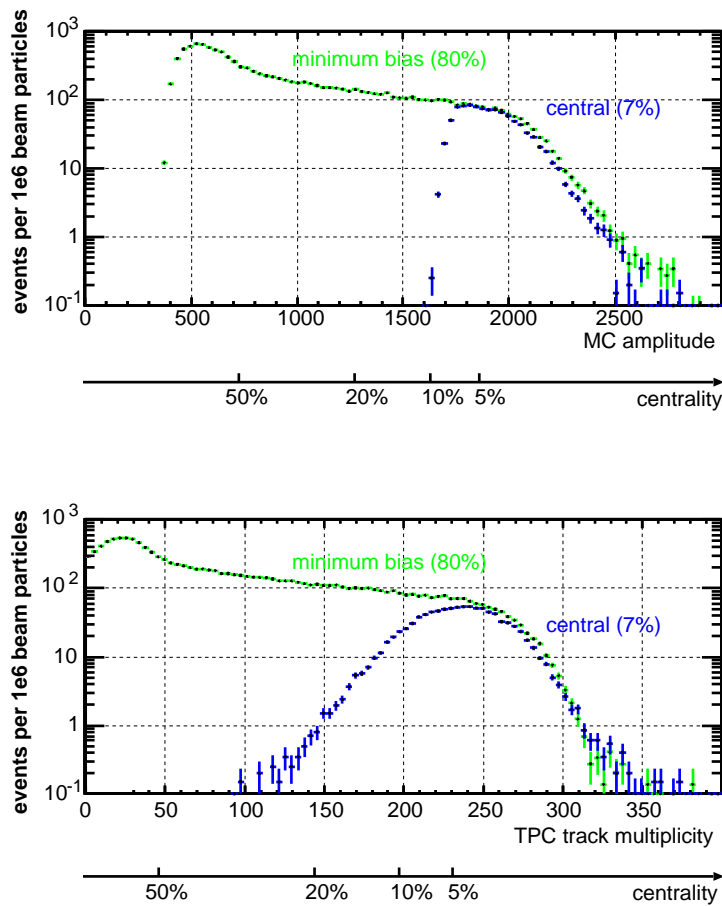 events per 1e6 beam particles
10^3
10^2
10
1
10^-1
minimum bias (80%)
central (7%)
0 500 1000 1500 2000 2500
MC amplitude
50% 20% 10% 5%
centrality
events per 1e6 beam particles
10^3
10^2
10
1
10^-1
minimum bias (80%)
central (7%)
0 50 100 150 200 250 300 350
TPC track multiplicity
50% 20% 10% 5%
centrality